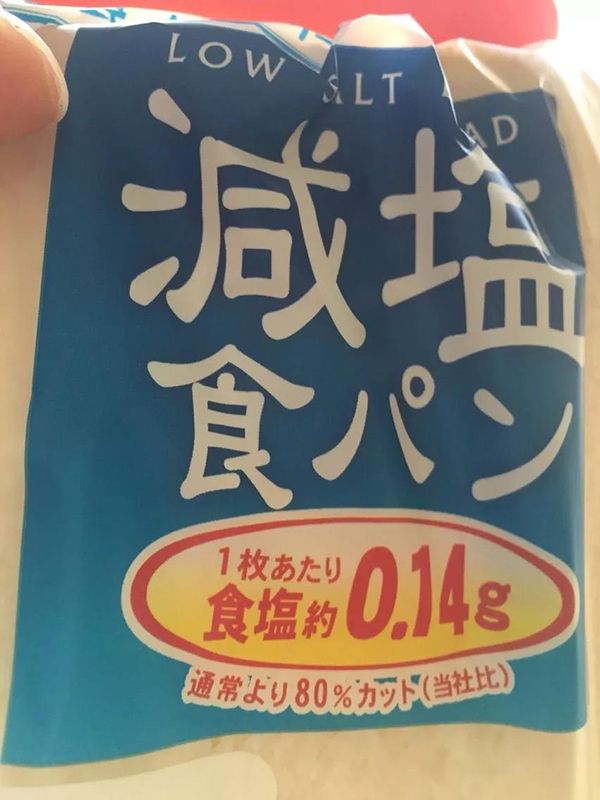 LOW
減塩
食パン
1枚あたり
食塩約0.14g
通常より80%カット(当社比)